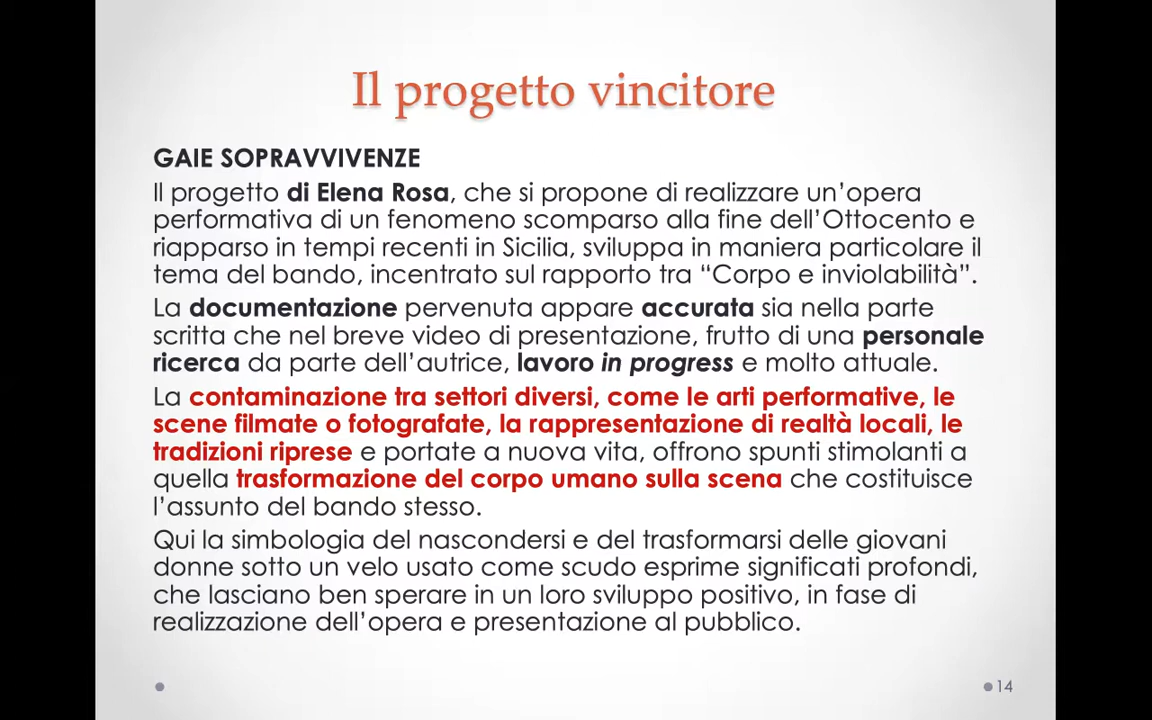 Il progetto vincitore
GAIE SOPRAVVIVENZE
Il progetto di Elena Rosa, che si propone di realizzare un’opera
performativa di un fenomeno scomparso alla fine dell’Ottocento e
riapparso in tempi recenti in Sicilia, sviluppa in maniera particolare il
tema del bando, incentrato sul rapporto tra “Corpo e inviolabilità”.
La documentazione pervenuta appare accurata sia nella parte
scritta che nel breve video di presentazione, frutto di una personale
ricerca da parte dell’autrice, lavoro in progress e molto attuale.
La contaminazione tra settori diversi, come le arti performative, le
scene filmate o fotografate, la rappresentazione di realtà locali, le
tradizioni riprese e portate a nuova vita, offrono spunti stimolanti a
quella trasformazione del corpo umano sulla scena che costituisce
l’assunto del bando stesso.
Qui la simbologia del nascondersi e del trasformarsi delle giovani
donne sotto un velo usato come scudo esprime significati profondi,
che lasciano ben sperare in un loro sviluppo positivo, in fase di
realizzazione dell’opera e presentazione al pubblico.
14